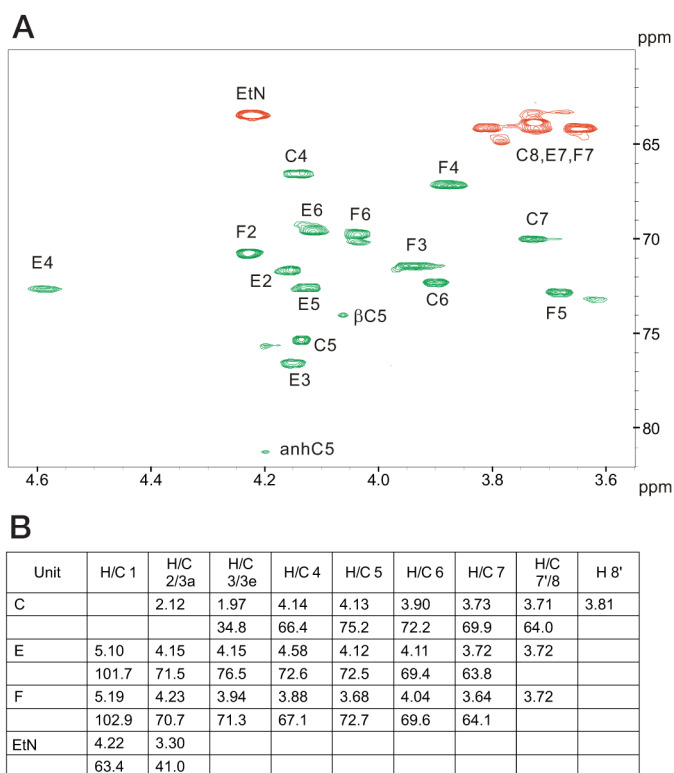 A
ppm
EtN
C4
65
C8,E7,F7
F4
E6
F6
C7
F2
70
F3
E4
E2
C6
E5
F5
βC5
C5
75
E3
80
anhC5
4.6 4.4 4.2 4.0 3.8 3.6
ppm
B
Unit H/C 1 H/C 2/3a H/C 3/3e H/C 4 H/C 5 H/C 6 H/C 7 H/C 7'/8 H 8'
C 2.12 1.97 4.14 4.13 3.90 3.73 3.71 3.81
34.8 66.4 75.2 72.2 69.9 64.0
E 5.10 4.15 4.15 4.58 4.12 4.11 3.72 3.72
101.7 71.5 76.5 72.6 72.5 69.4 63.8
F 5.19 4.23 3.94 3.88 3.68 4.04 3.64 3.72
102.9 70.7 71.3 67.1 72.7 69.6 64.1
EtN 4.22 3.30
63.4 41.0